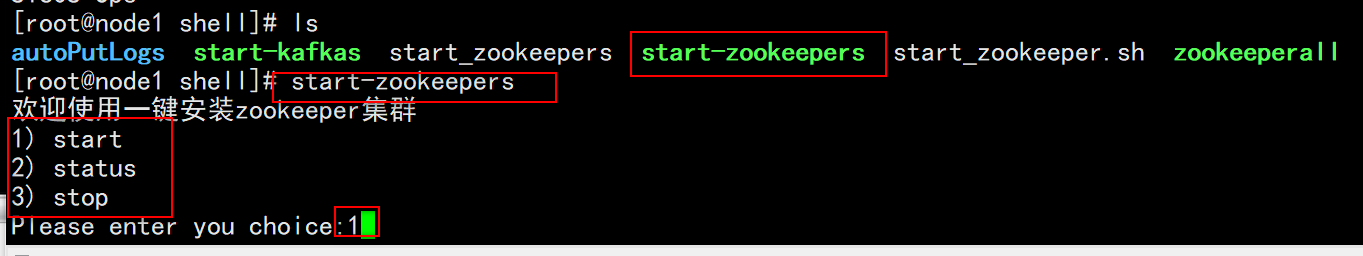 [root@node1 shell]# ls
autoPutLogs start-kafkas start_zookeepers start-zookeepers start_zookeeper.sh zookeeperall
[root@node1 shell]# start-zookeepers
欢迎使用一键安装zookeeper集群
1) start
2) status
3) stop
Please enter you choice:1